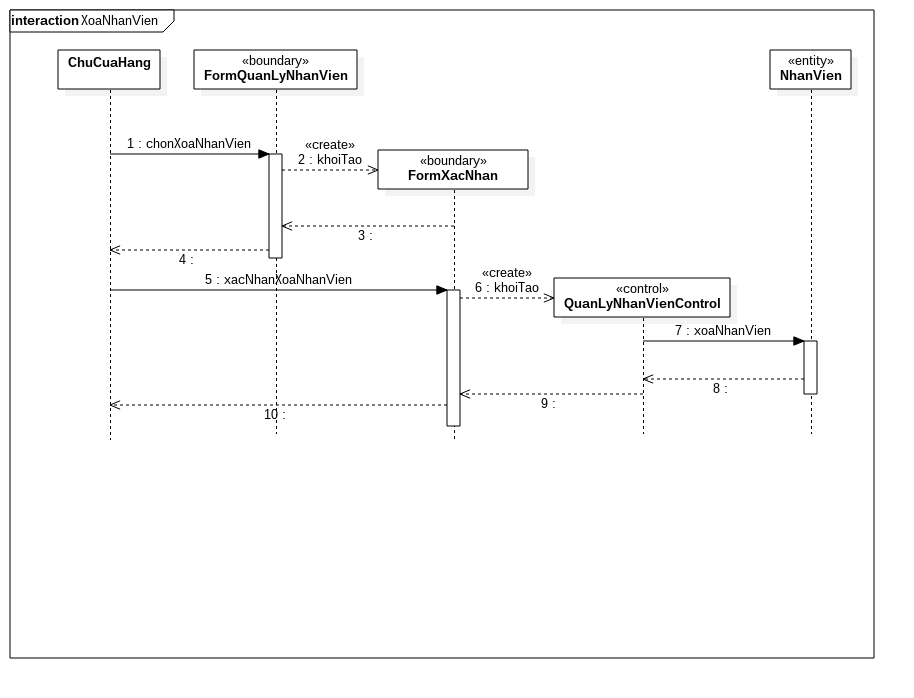 interaction XoaNhanVien
ChuCuaHang
«boundary»
FormQuanLyNhanVien
«entity»
NhanVien
1 : chonXoaNhanVien
«create»
2 : khoiTao
«boundary»
FormXacNhan
3 :
4 :
5 : xacNhanXoaNhanVien
«create»
6 : khoiTao
«control»
QuanLyNhanVienControl
7 : xoaNhanVien
8 :
9 :
10 :